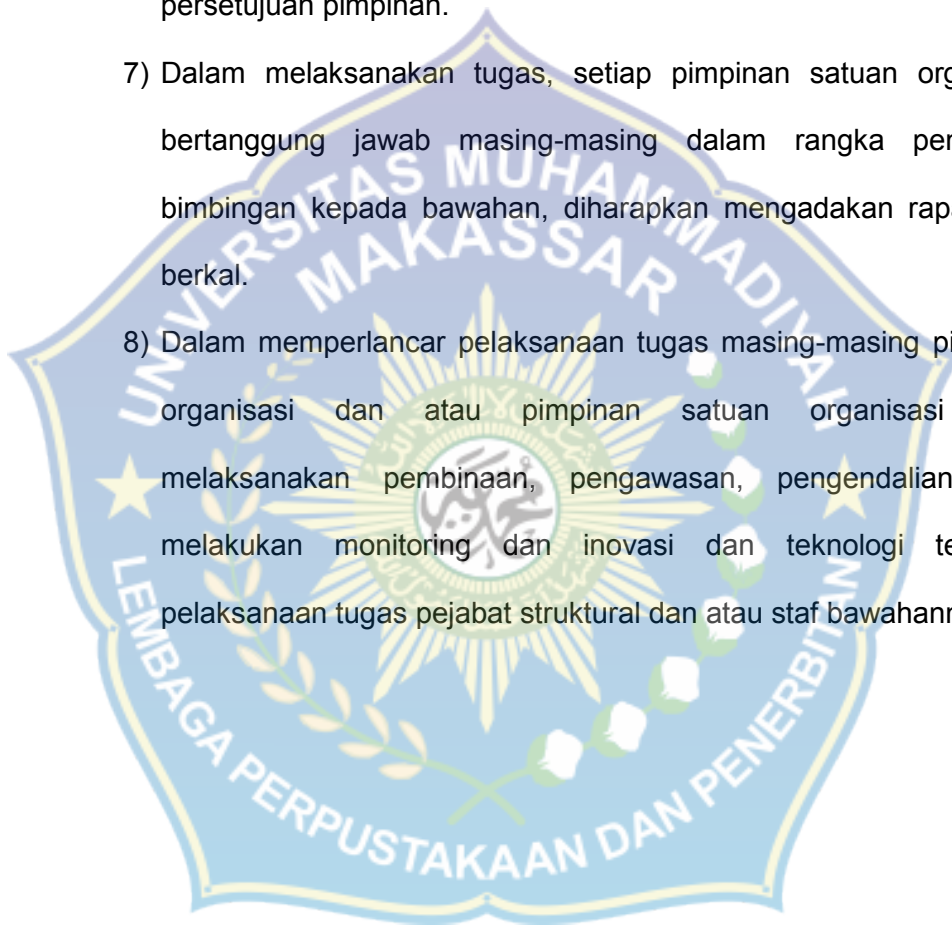 persetujuan pimpinan.
7) Dalam melaksanakan tugas, setiap pimpinan satuan org
bertanggung jawab masing-masing dalam rangka per
bimbingan kepada bawahan, diharapkan mengadakan rap
berkal.
8) Dalam memperlancar pelaksanaan tugas masing-masing pi
organisasi dan atau pimpinan satuan organisasi
melaksanakan pembinaan, pengawasan, pengendalian
melakukan monitoring dan inovasi dan teknologi te
pelaksanaan tugas pejabat struktural dan atau staf bawahann
UNIVERSITAS MUHAMMADIYAH
MAKASSAR
LEMBAGA PERPUSTAKAAN DAN PENERBITAN